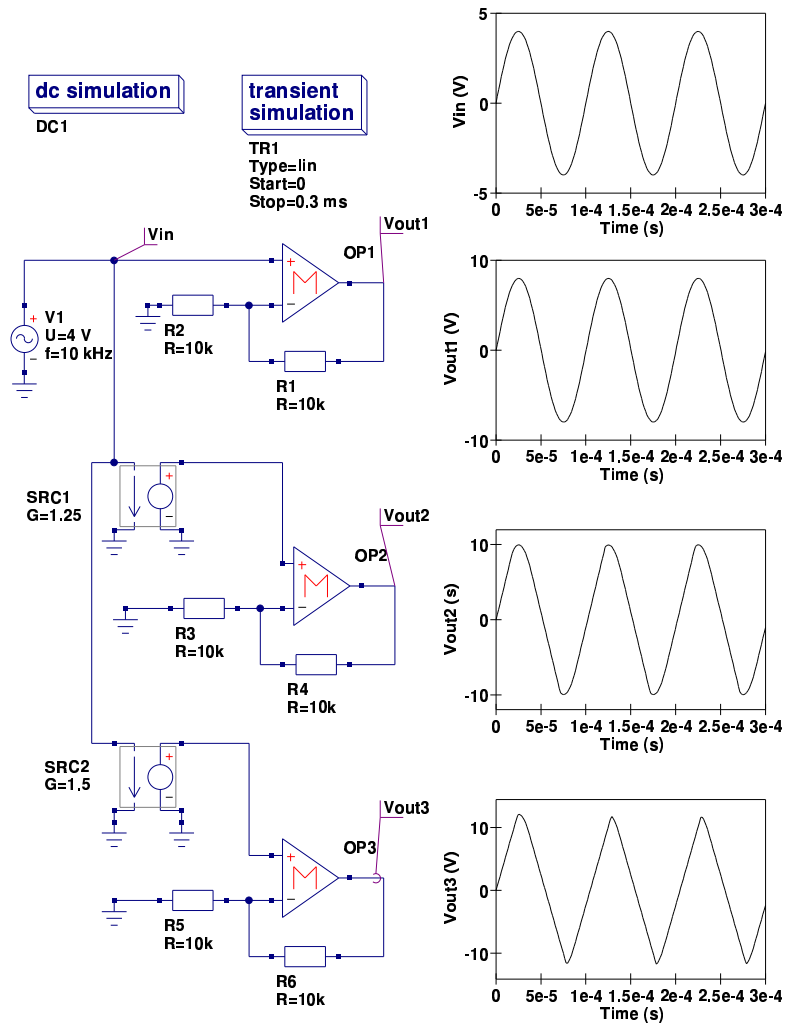 dc simulation
DC1
transient
simulation
TR1
Type=lin
Start=0
Stop=0.3 ms
Vin
V1
U=4 V
f=10 kHz
+
−
R2
R=10k
R1
R=10k
OP1
+
−
Vout1
SRC1
G=1.25
+
−
R3
R=10k
R4
R=10k
OP2
+
−
Vout2
SRC2
G=1.5
+
−
R5
R=10k
R6
R=10k
OP3
+
−
Vout3
Vin (V)
5
0
-5
0 5e-5 1e-4 1.5e-4 2e-4 2.5e-4 3e-4
Time (s)
Vout1 (V)
10
0
-10
0 5e-5 1e-4 1.5e-4 2e-4 2.5e-4 3e-4
Time (s)
Vout2 (s)
10
0
-10
0 5e-5 1e-4 1.5e-4 2e-4 2.5e-4 3e-4
Time (s)
Vout3 (V)
10
0
-10
0 5e-5 1e-4 1.5e-4 2e-4 2.5e-4 3e-4
Time (s)